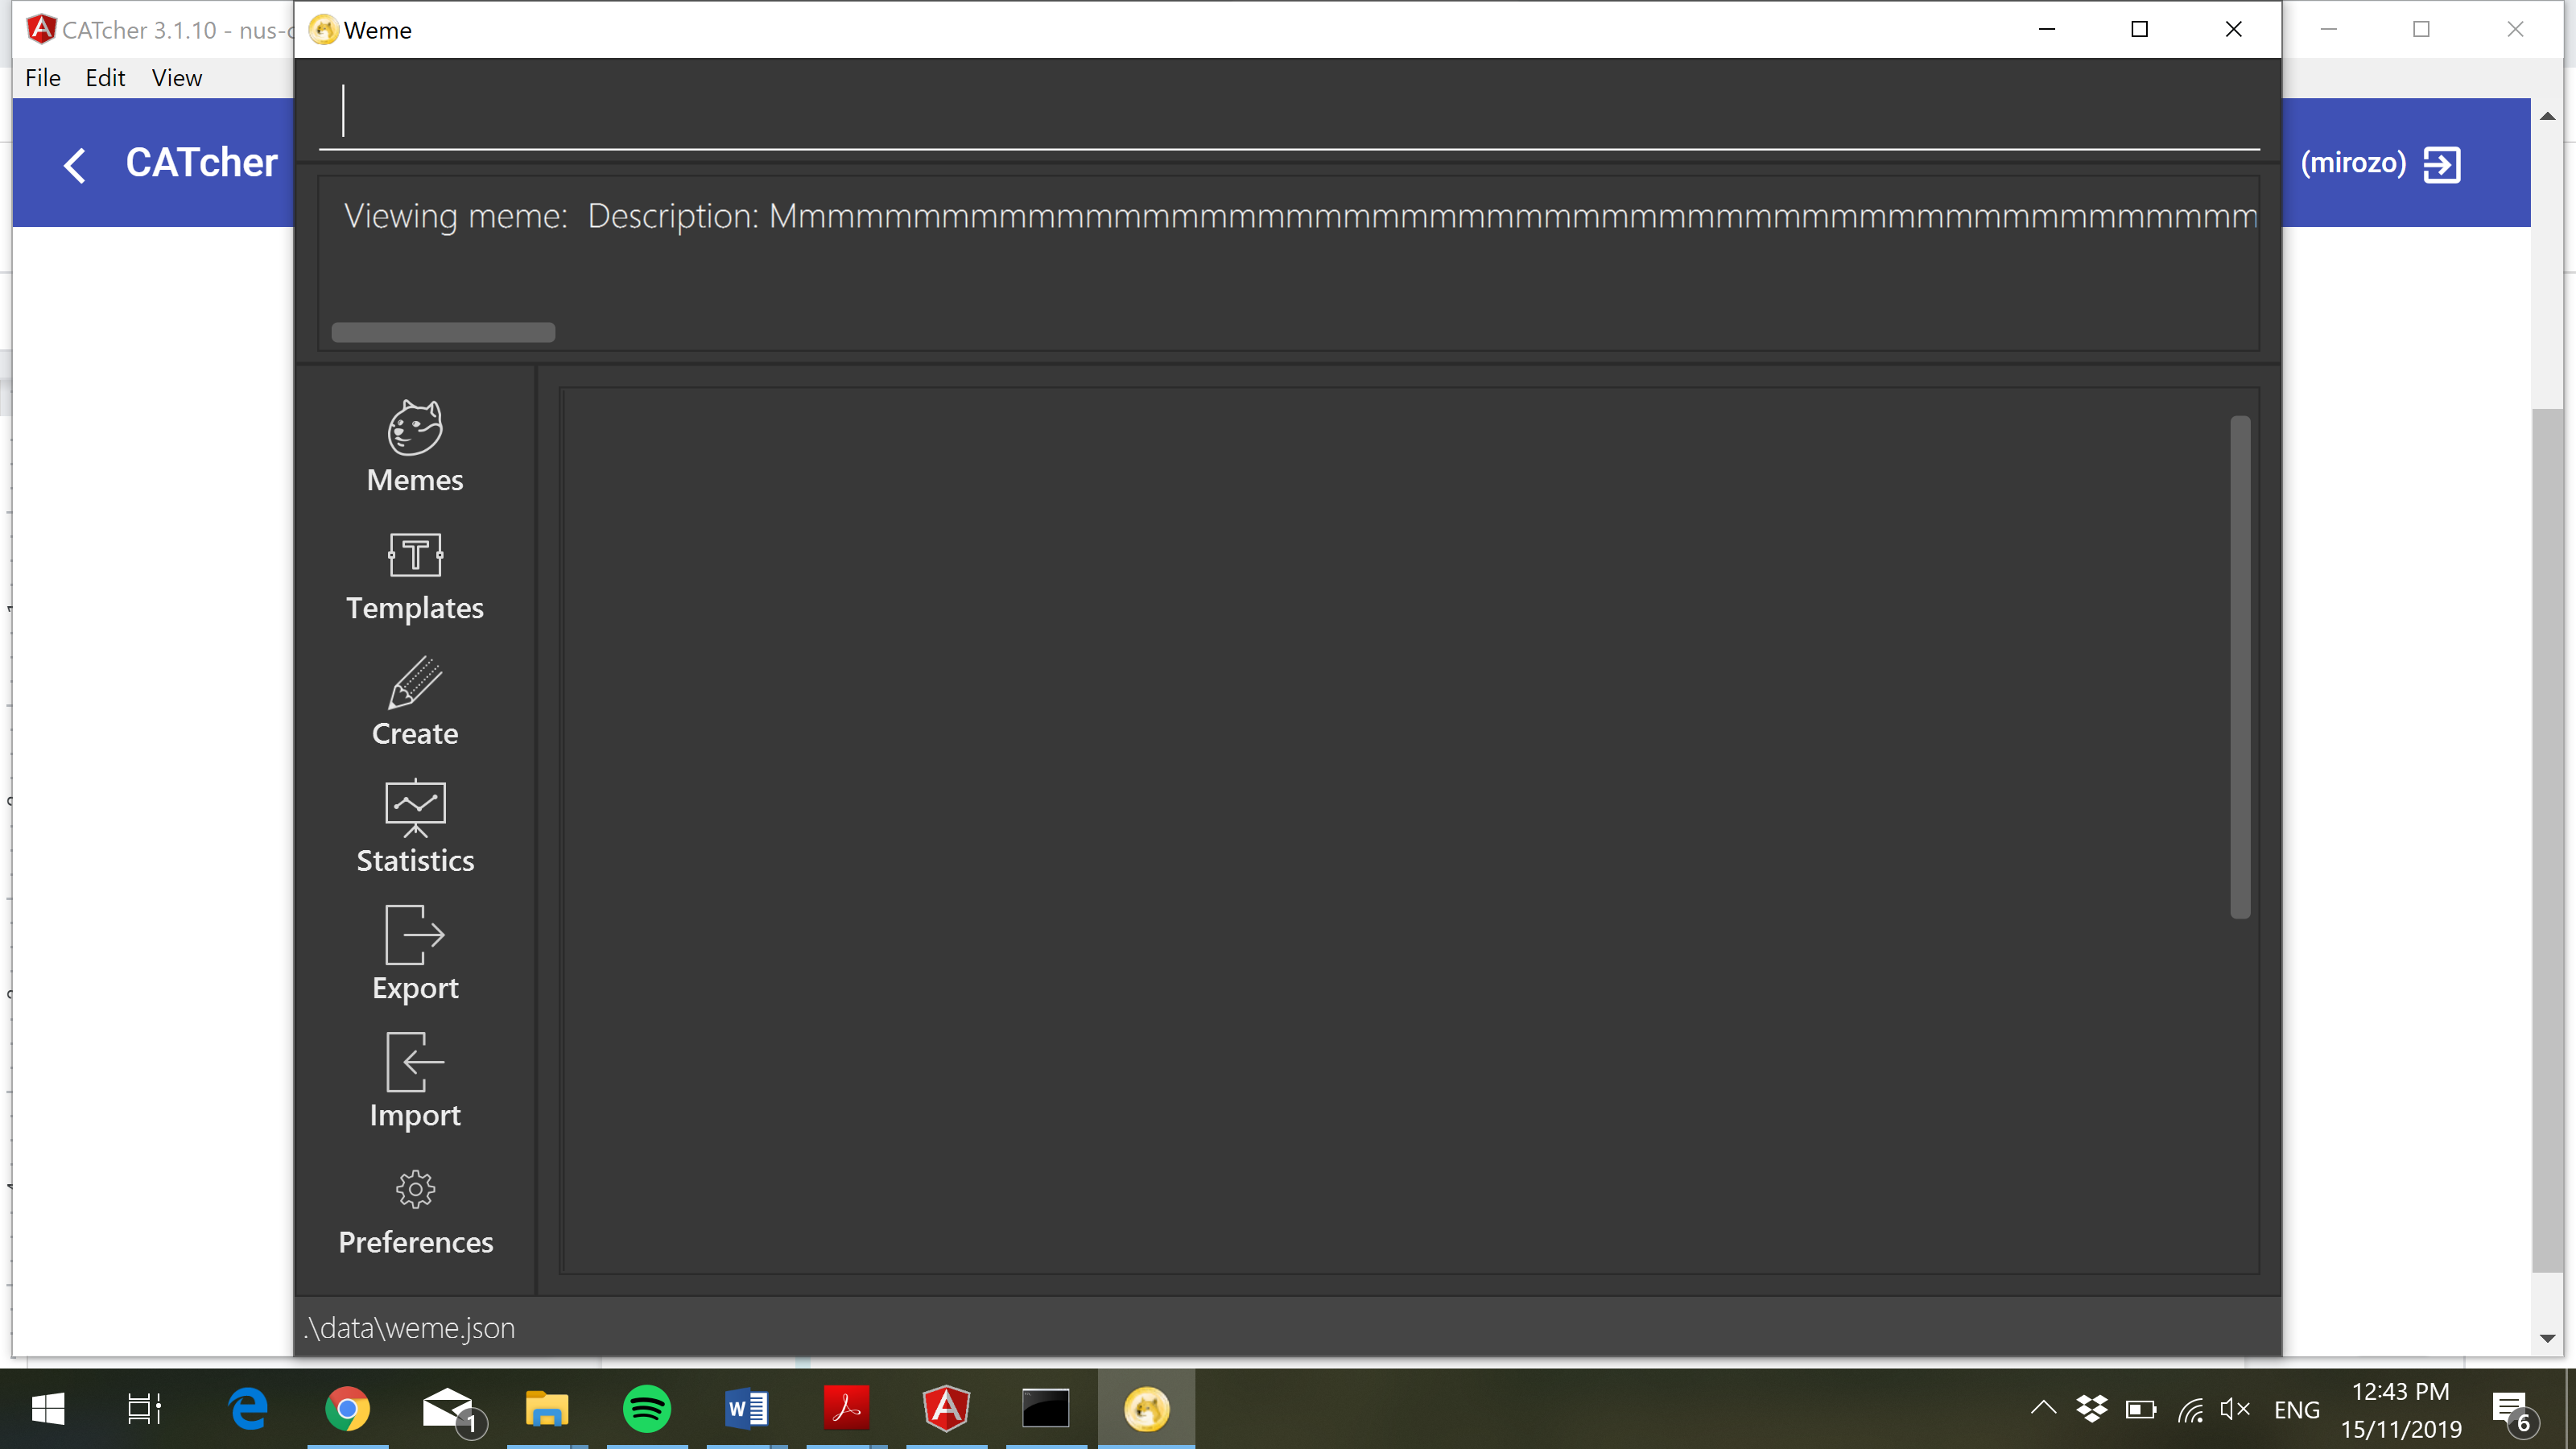 CATcher 3.1.10 - nus-c
Weme
File Edit View
CATcher
(mirozo)
Viewing meme: Description: Mmmmmmmmmmmmmmmmmmmmmmmmmmmmmmmmmmmmmmmmmmmmmmmmmmm
Memes
Templates
Create
Statistics
Export
Import
Preferences
.\data\weme.json
1
W
ENG
12:43 PM
15/11/2019
6